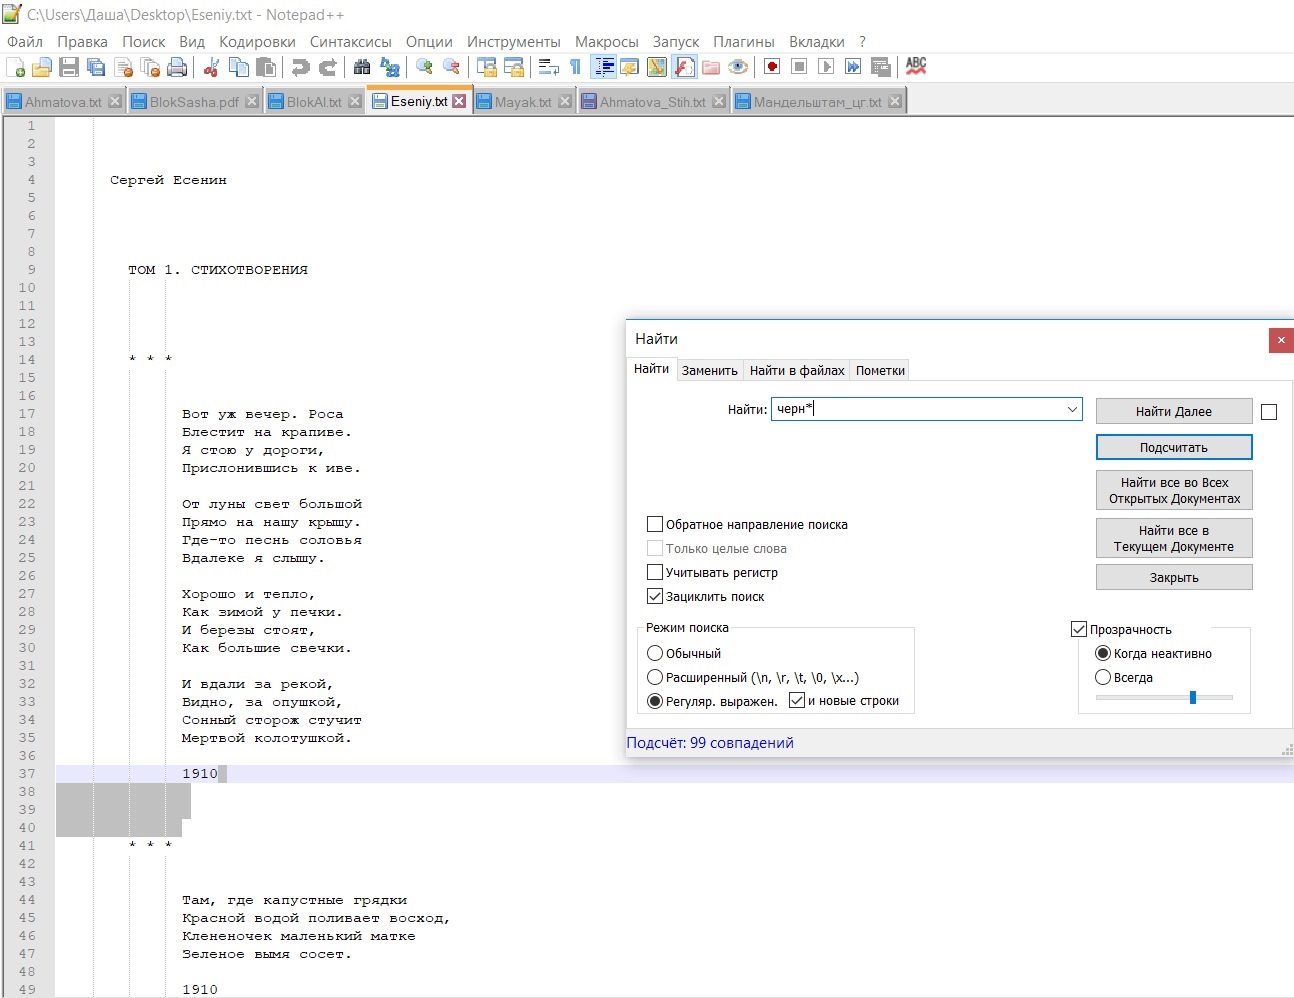 C:\Users\Даша\Desktop\Eseniy.txt - Notepad++
Файл Правка Поиск Вид Кодировки Синтаксисы Опции Инструменты Макросы Запуск Плагины Вкладки ?
ABC
Ahmatova.txt BlokSasha.pdf BlokAl.txt Eseniy.txt Mayak.txt Ahmatova_Stih.txt Мандельштам_цг.txt
1
2
3
4 Сергей Есенин
5
6
7
8
9 ТОМ 1. СТИХОТВОРЕНИЯ
10
11
12
13
14 * * *
15
16
17 Вот уж вечер. Роса
18 Блестит на крапиве.
19 Я стою у дороги,
20 Прислонившись к иве.
21
22 От луны свет большой
23 Прямо на нашу крышу.
24 Где-то песнь соловья
25 Вдалеке я слышу.
26
27 Хорошо и тепло,
28 Как зимой у печки.
29 И березы стоят,
30 Как большие свечки.
31
32 И вдали за рекой,
33 Видно, за опушкой,
34 Сонный сторож стучит
35 Мертвой колотушкой.
36
37 1910
38
39
40
41 * * *
42
43
44 Там, где капустные грядки
45 Красной водой поливает восход,
46 Клененочек маленький матке
47 Зеленое вымя сосет.
48
49 1910
Найти
Найти Заменить Найти в файлах Пометки
Найти: черн*
Найти Далее
Подсчитать
Найти все во Всех
Открытых Документах
Найти все в
Текущем Документе
Закрыть
Обратное направление поиска
Только целые слова
Учитывать регистр
Зациклить поиск
Режим поиска
Обычный
Расширенный (\n, \r, \t, \0, \x...)
Регуляр. выражен. и новые строки
Прозрачность
Когда неактивно
Всегда
Подсчёт: 99 совпадений